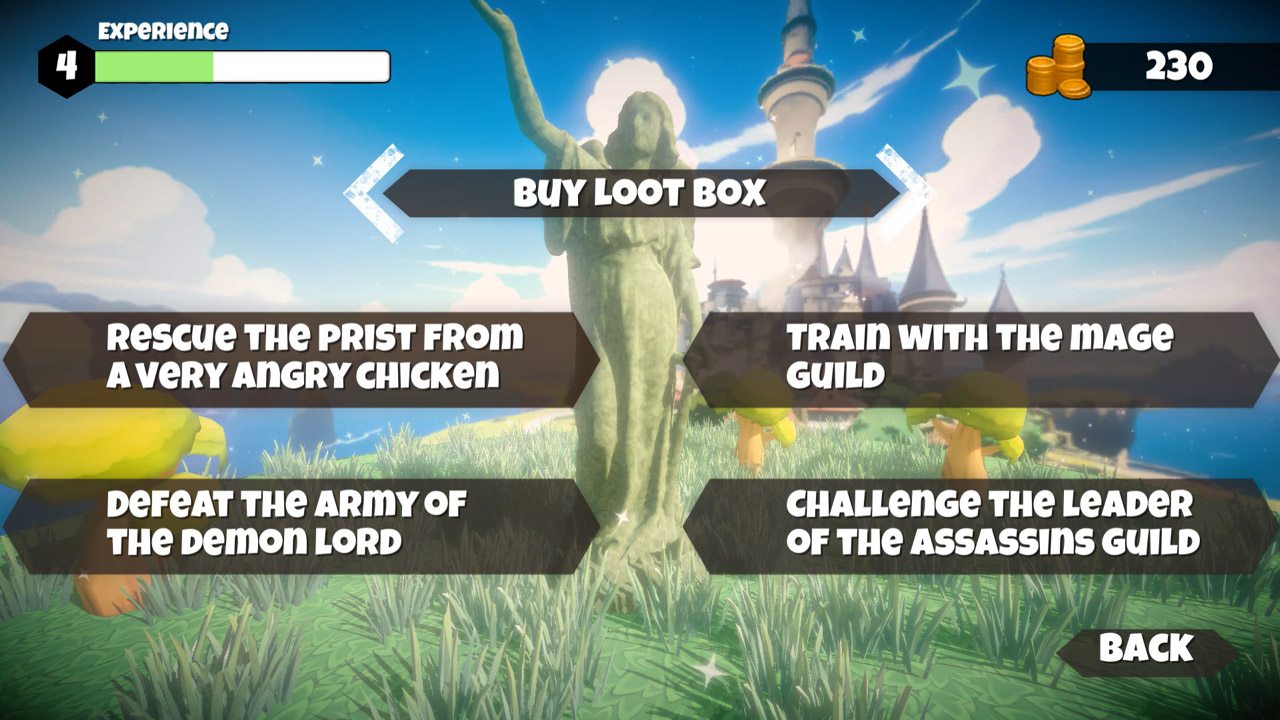 EXPERIENCE
4
230
BUY LOOT BOX
RESCUE THE PRIST FROM
A VERY ANGRY CHICKEN
TRAIN WITH THE MAGE
GUILD
DEFEAT THE ARMY OF
THE DEMON LORD
CHALLENGE THE LEADER
OF THE ASSASSINS GUILD
BACK